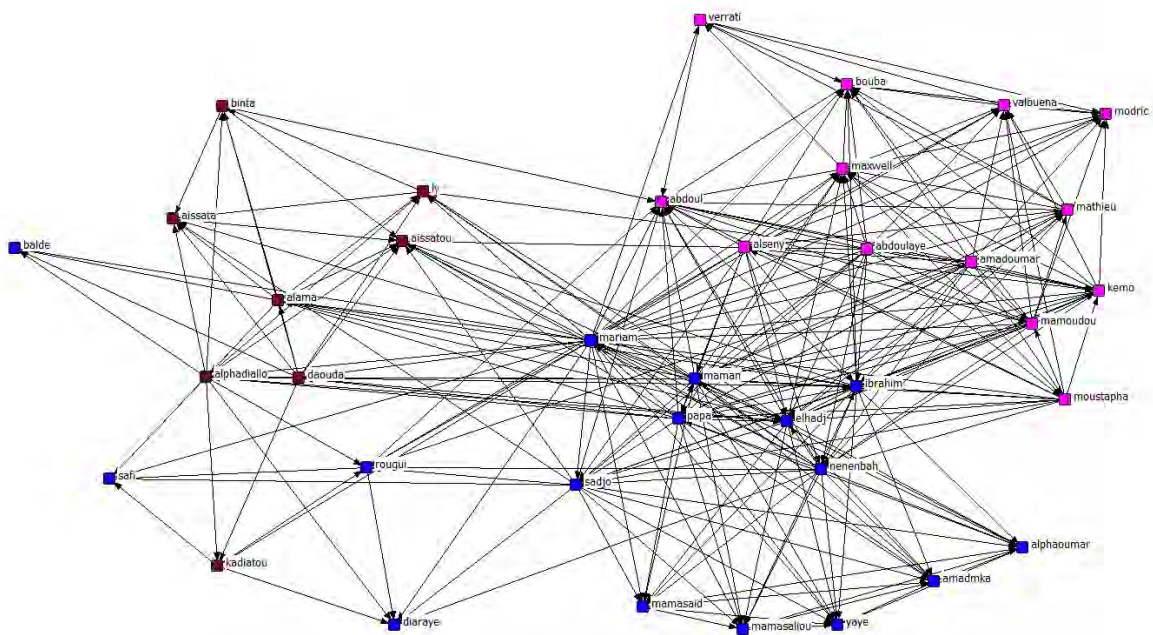 verrati
bouba
valouena
modric
binta
maxwell
ly
abdoul
mathieu
aissata
aissatou
balde
alseny
abdoulaye
amadoumar
kemo
alama
mamoudou
mariam
alphadiallo
daouda
maman
ibrahim
moustapha
papa
elhadj
safi
rougui
sadjo
nenenbah
alphaoumar
kadiatou
amadmka
mamasaid
diaraye
mamasaliou
yaye